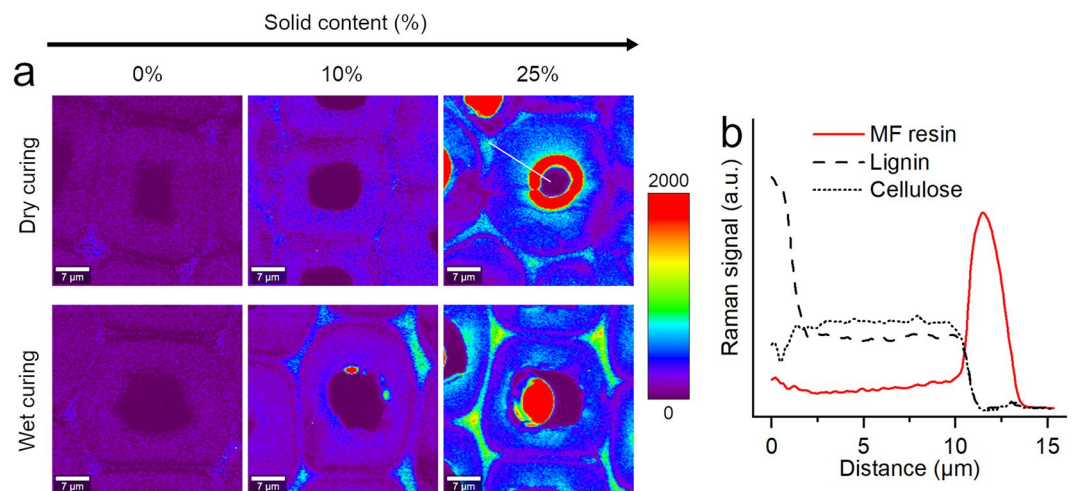 Solid content (%)
a
0%
10%
25%
Dry curing
7 µm
7 µm
7 µm
Wet curing
7 µm
7 µm
7 µm
2000
0
b
MF resin
Lignin
Cellulose
Raman signal (a.u.)
0
5
10
15
Distance (µm)